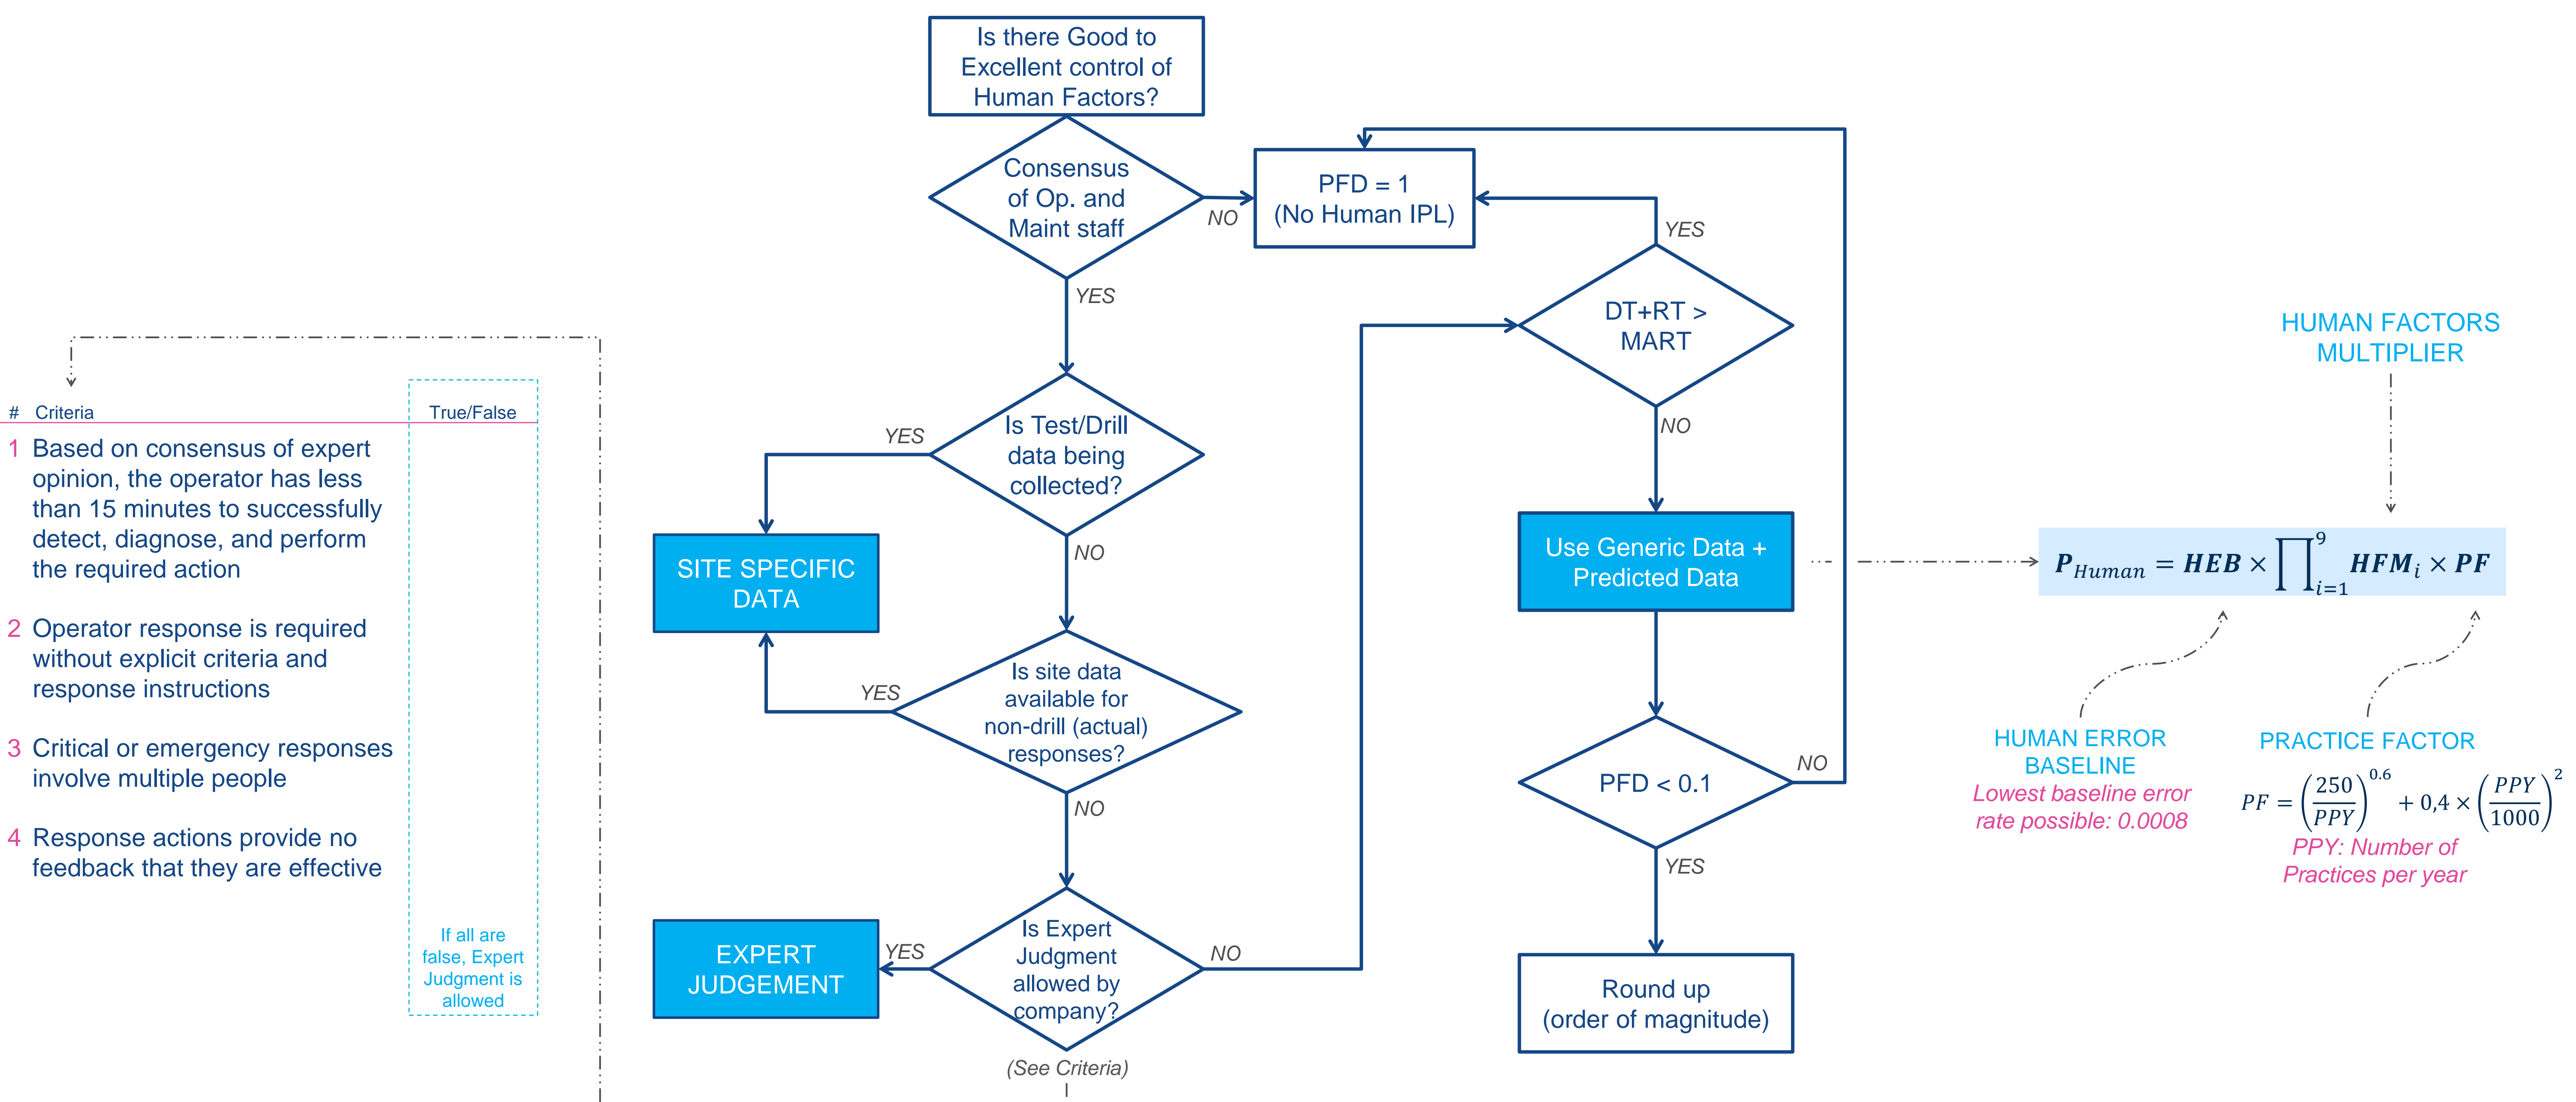 Is there Good to
Excellent control of
Human Factors?
Consensus
of Op. and
Maint staff
NO
PFD = 1
(No Human IPL)
YES
YES
DT+RT >
MART
NO
HUMAN FACTORS
MULTIPLIER
# Criteria True/False
1 Based on consensus of expert
opinion, the operator has less
than 15 minutes to successfully
detect, diagnose, and perform
the required action
2 Operator response is required
without explicit criteria and
response instructions
3 Critical or emergency responses
involve multiple people
4 Response actions provide no
feedback that they are effective
If all are
false, Expert
Judgment is
allowed
Is Test/Drill
data being
collected?
YES
NO
SITE SPECIFIC
DATA
Is site data
available for
non-drill (actual)
responses?
YES
NO
Is Expert
Judgment
allowed by
company?
YES
NO
EXPERT
JUDGEMENT
(See Criteria)
Use Generic Data +
Predicted Data
PFD < 0.1
NO
YES
Round up
(order of magnitude)
P_Human = HEB × ∏_{i=1}^{9} HFM_i × PF
HUMAN ERROR
BASELINE
Lowest baseline error
rate possible: 0.0008
PRACTICE FACTOR
PF = (250/PPY)^0.6 + 0,4 × (PPY/1000)^2
PPY: Number of
Practices per year